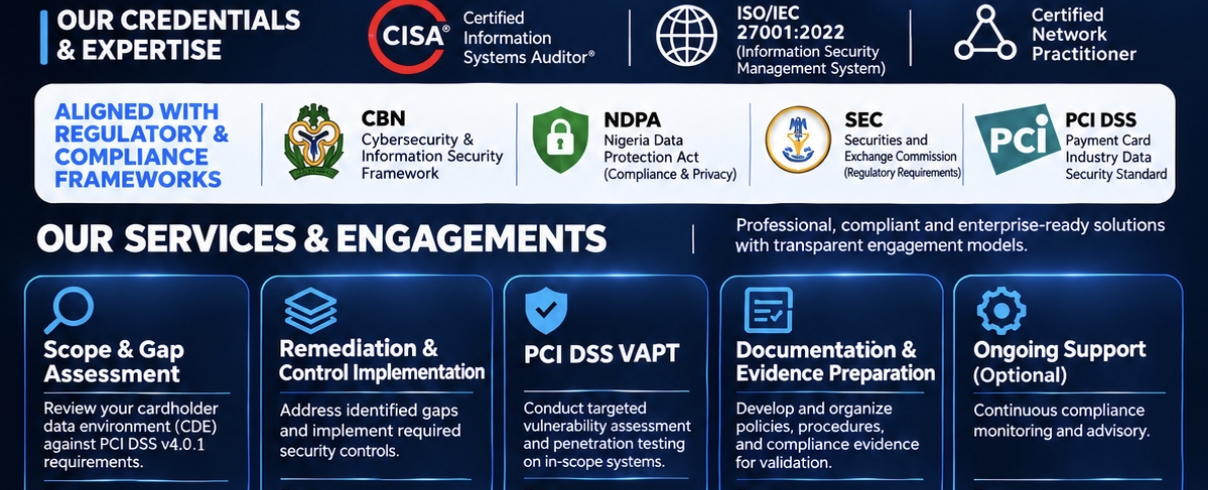 OUR CREDENTIALS
& EXPERTISE
CISA®
Certified
Information
Systems Auditor®
ISO/IEC
27001:2022
(Information Security
Management System)
Certified
Network
Practitioner
ALIGNED WITH
REGULATORY &
COMPLIANCE
FRAMEWORKS
CBN
Cybersecurity &
Information Security
Framework
NDPA
Nigeria Data
Protection Act
(Compliance & Privacy)
SEC
Securities and
Exchange Commission
(Regulatory Requirements)
PCi
PCI DSS
Payment Card
Industry Data
Security Standard
OUR SERVICES & ENGAGEMENTS
Professional, compliant and enterprise-ready solutions
with transparent engagement models.
Scope & Gap
Assessment
Review your cardholder
data environment (CDE)
against PCI DSS v4.0.1
requirements.
Remediation &
Control Implementation
Address identified gaps
and implement required
security controls.
PCI DSS VAPT
Conduct targeted
vulnerability assessment
and penetration testing
on in-scope systems.
Documentation &
Evidence Preparation
Develop and organize
policies, procedures,
and compliance evidence
for validation.
Ongoing Support
(Optional)
Continuous compliance
monitoring and advisory.